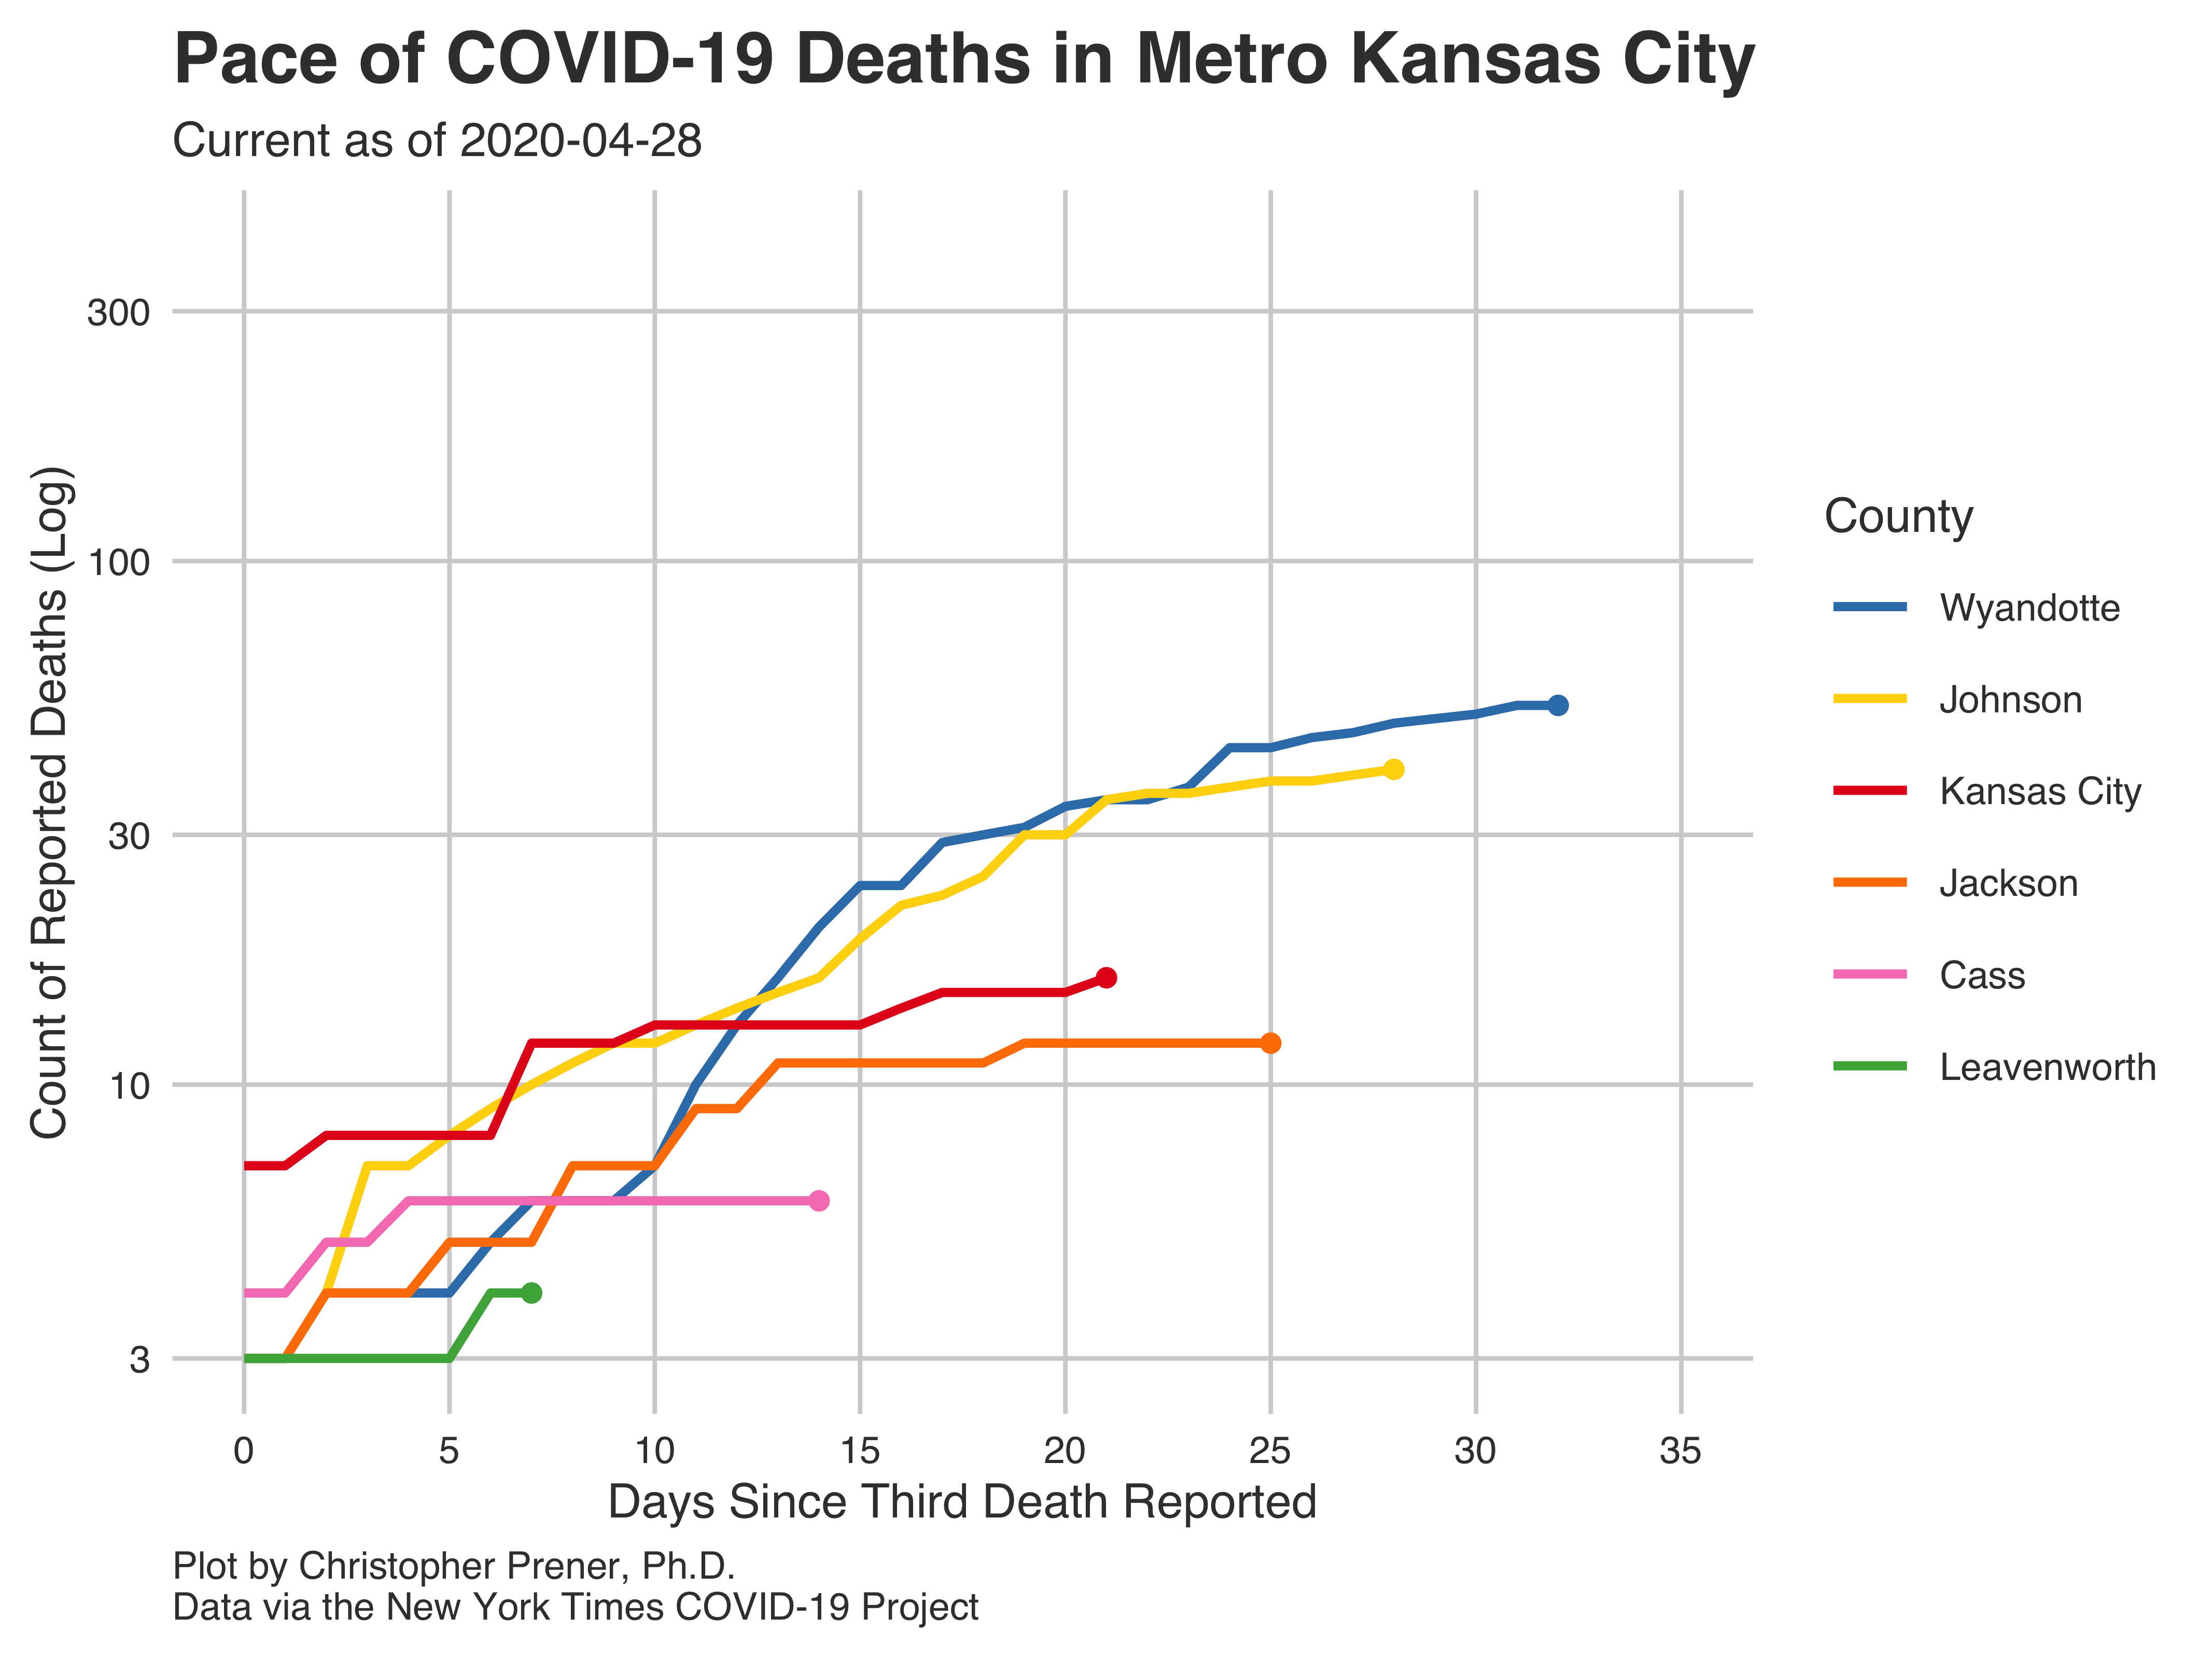 Pace of COVID-19 Deaths in Metro Kansas City
Current as of 2020-04-28
Count of Reported Deaths (Log)
300
100
30
10
3
0 5 10 15 20 25 30 35
Days Since Third Death Reported
County
Wyandotte
Johnson
Kansas City
Jackson
Cass
Leavenworth
Plot by Christopher Prener, Ph.D.
Data via the New York Times COVID-19 Project